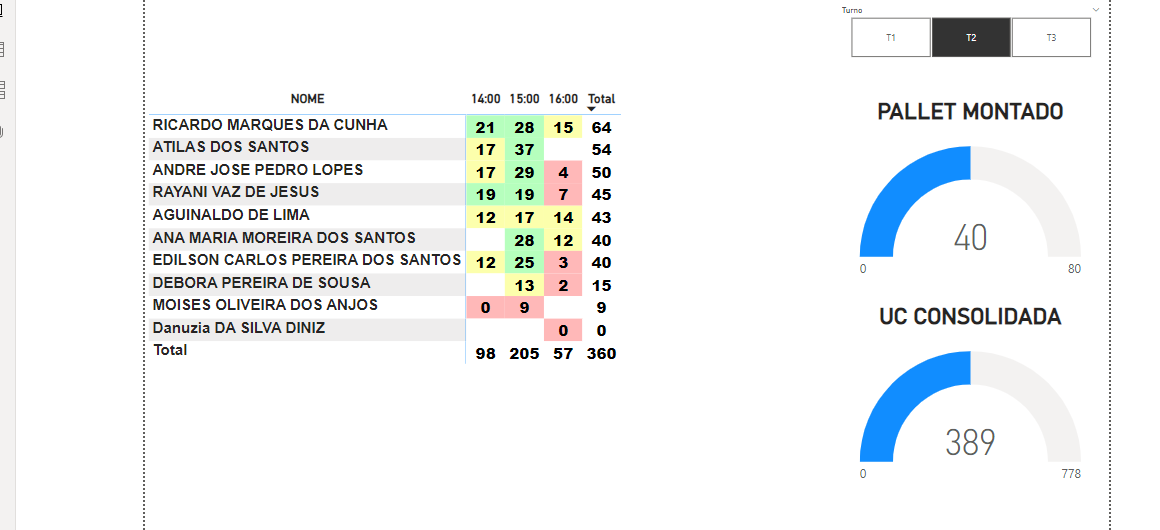 Turno
T1 T2 T3
NOME 14:00 15:00 16:00 Total
RICARDO MARQUES DA CUNHA 21 28 15 64
ATILAS DOS SANTOS 17 37 54
ANDRE JOSE PEDRO LOPES 17 29 4 50
RAYANI VAZ DE JESUS 19 19 7 45
AGUINALDO DE LIMA 12 17 14 43
ANA MARIA MOREIRA DOS SANTOS 28 12 40
EDILSON CARLOS PEREIRA DOS SANTOS 12 25 3 40
DEBORA PEREIRA DE SOUSA 13 2 15
MOISES OLIVEIRA DOS ANJOS 0 9 9
Danuzia DA SILVA DINIZ 0 0
Total 98 205 57 360
PALLET MONTADO
40
0 80
UC CONSOLIDADA
389
0 778